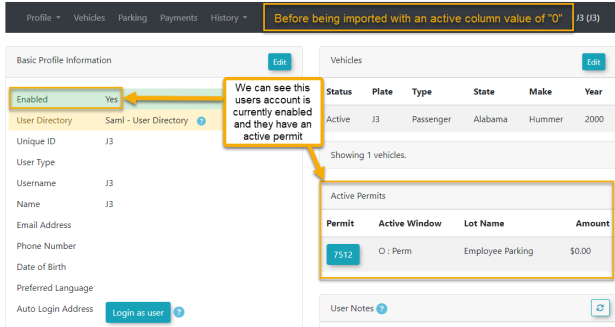 Profile Vehicles Parking Payments History
Before being imported with an active column value of "0"
J3 (J3)
Basic Profile Information
Edit
Enabled Yes
User Directory Saml - User Directory ?
Unique ID J3
User Type
Username J3
Name J3
Email Address
Phone Number
Date of Birth
Preferred Language
Auto Login Address Login as user ?
We can see this
users account is
currently enabled
and they have an
active permit
Vehicles
Edit
Status Plate Type State Make Year
Active J3 Passenger Alabama Hummer 2000
Showing 1 vehicles.
Active Permits
Permit Active Window Lot Name Amount
7512 O : Perm Employee Parking $0.00
User Notes ?